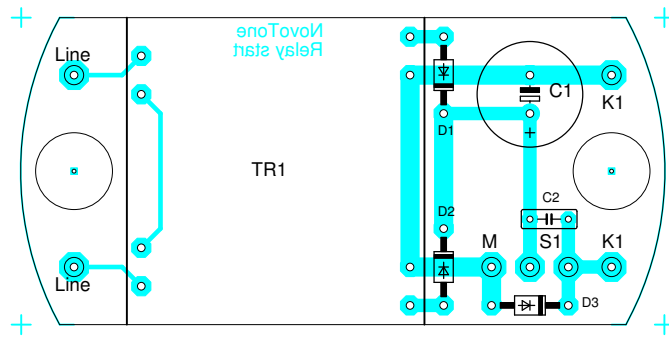 NovoTone
Relay start
Line
C1
K1
D1
TR1
D2
C2
M
S1
K1
Line
D3